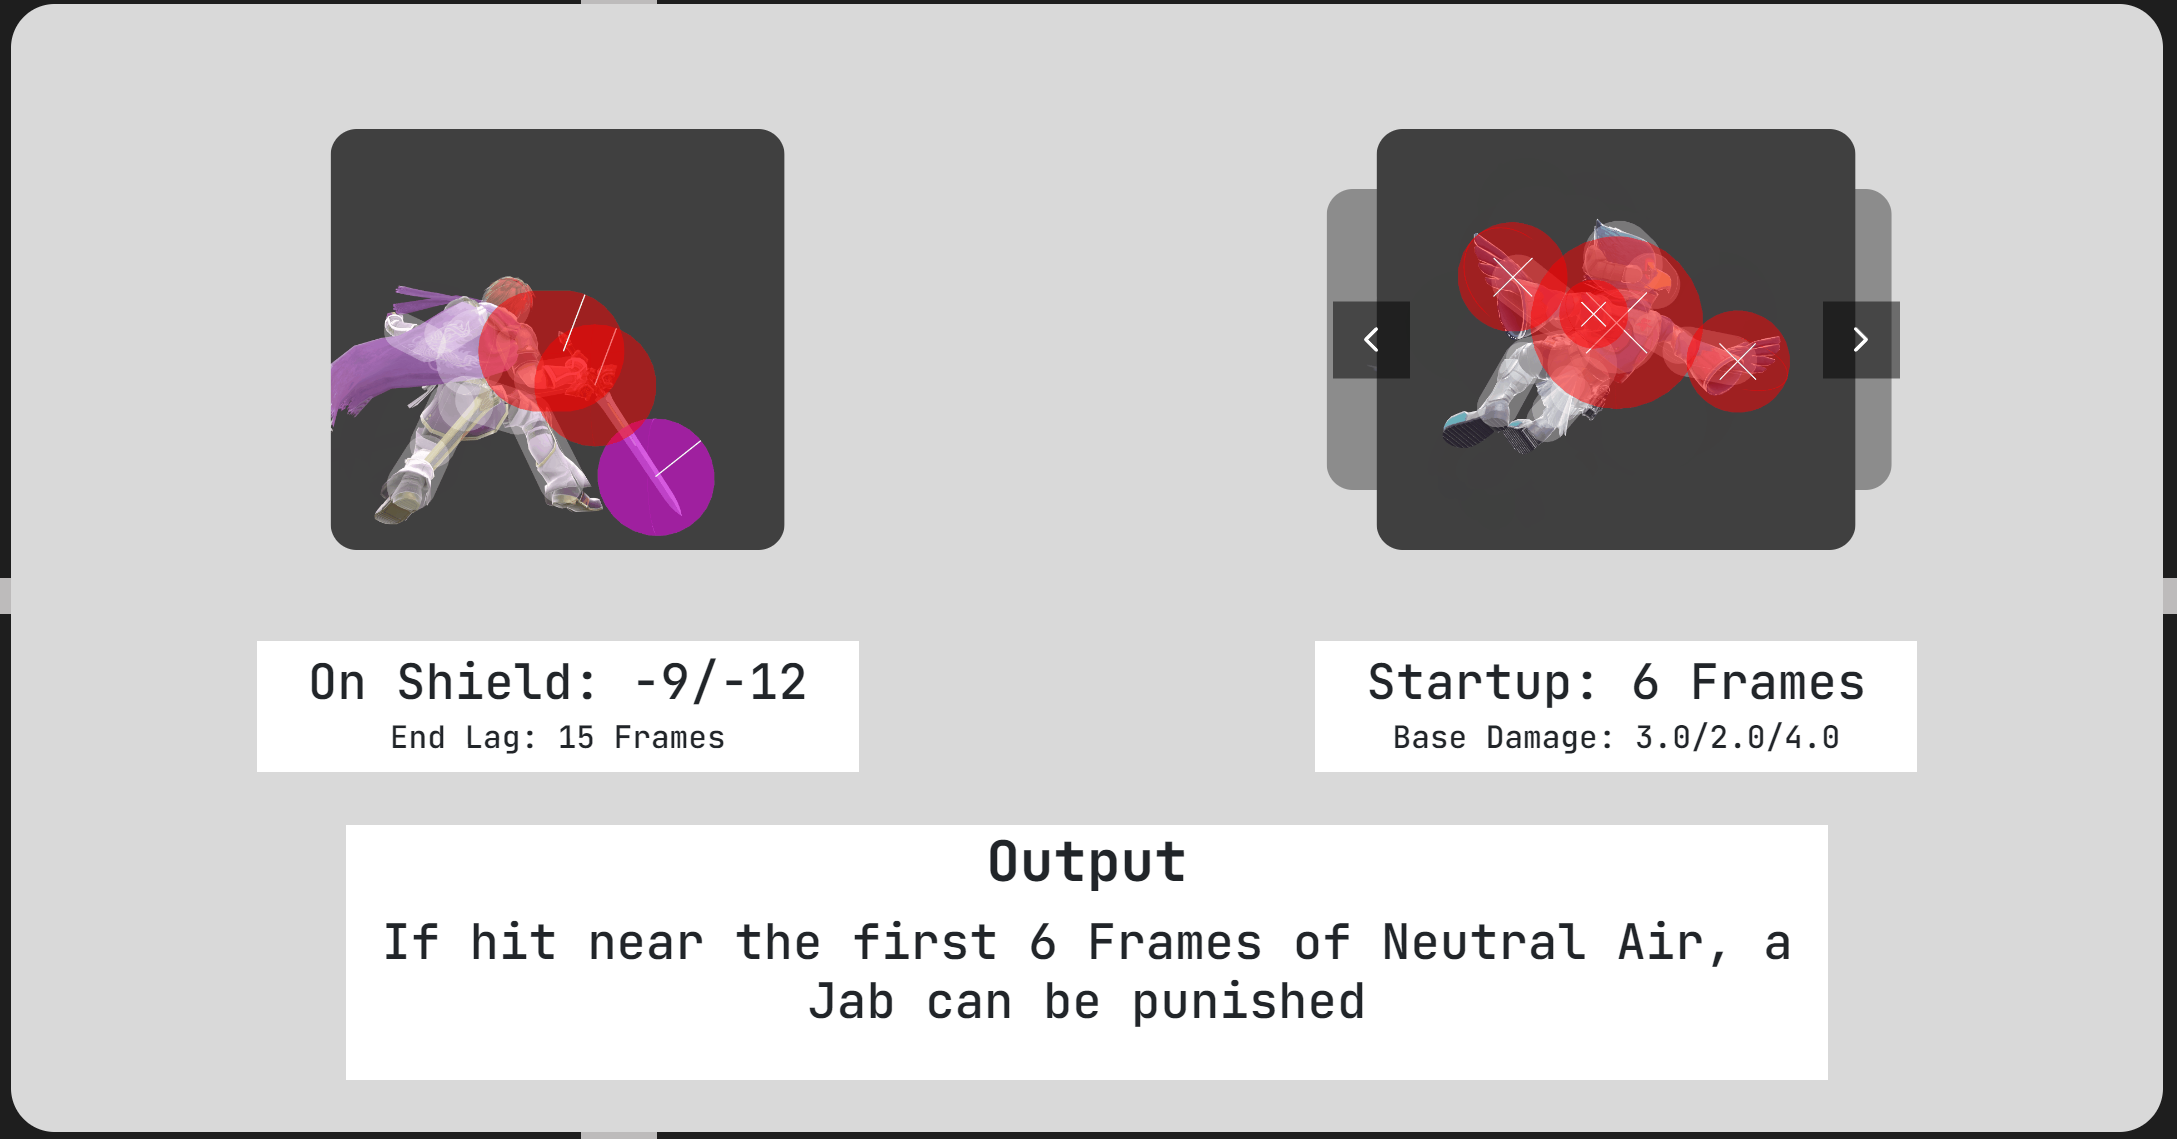 On Shield: -9/-12
End Lag: 15 Frames
Startup: 6 Frames
Base Damage: 3.0/2.0/4.0
Output
If hit near the first 6 Frames of Neutral Air, a
Jab can be punished